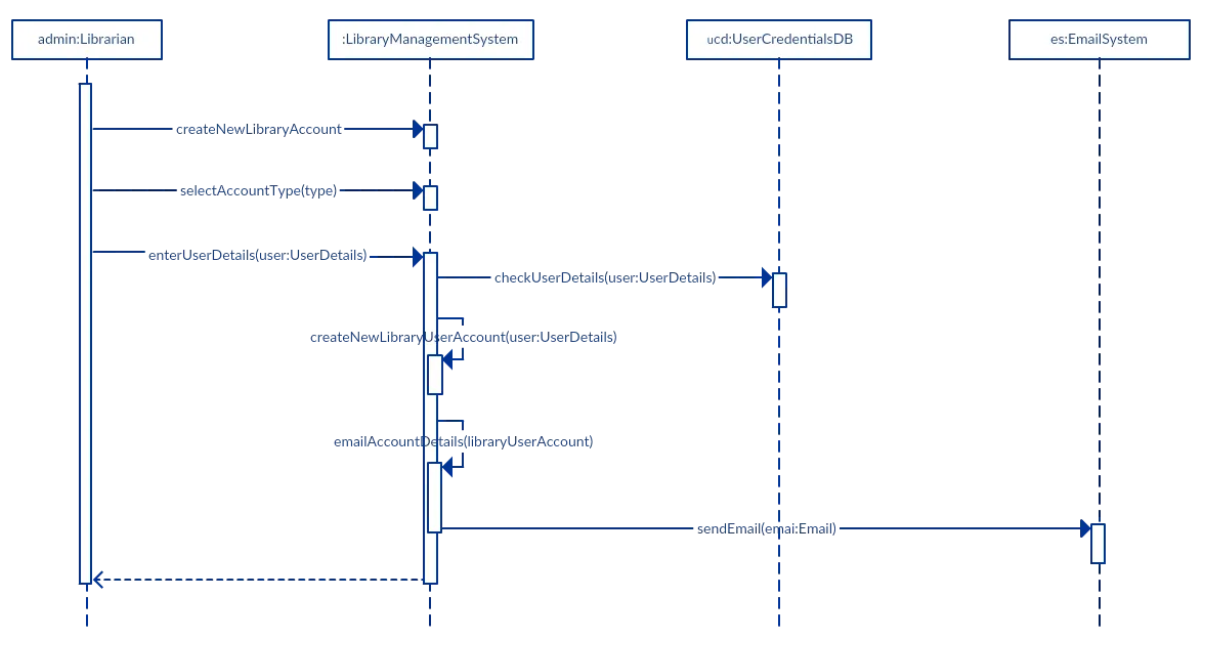 admin:Librarian
:LibraryManagementSystem
ucd:UserCredentialsDB
es:EmailSystem
createNewLibraryAccount
selectAccountType(type)
enterUserDetails(user:UserDetails)
checkUserDetails(user:UserDetails)
createNewLibraryUserAccount(user:UserDetails)
emailAccountDetails(libraryUserAccount)
sendEmail(emai:Email)